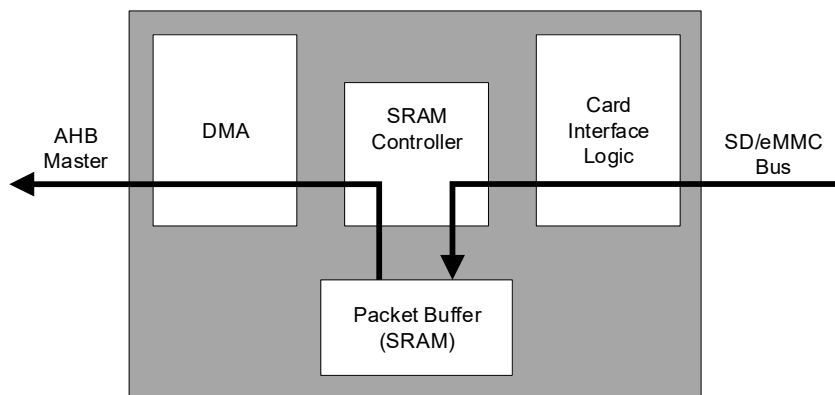 AHB
Master
DMA
SRAM
Controller
Card
Interface
Logic
SD/eMMC
Bus
Packet Buffer
(SRAM)